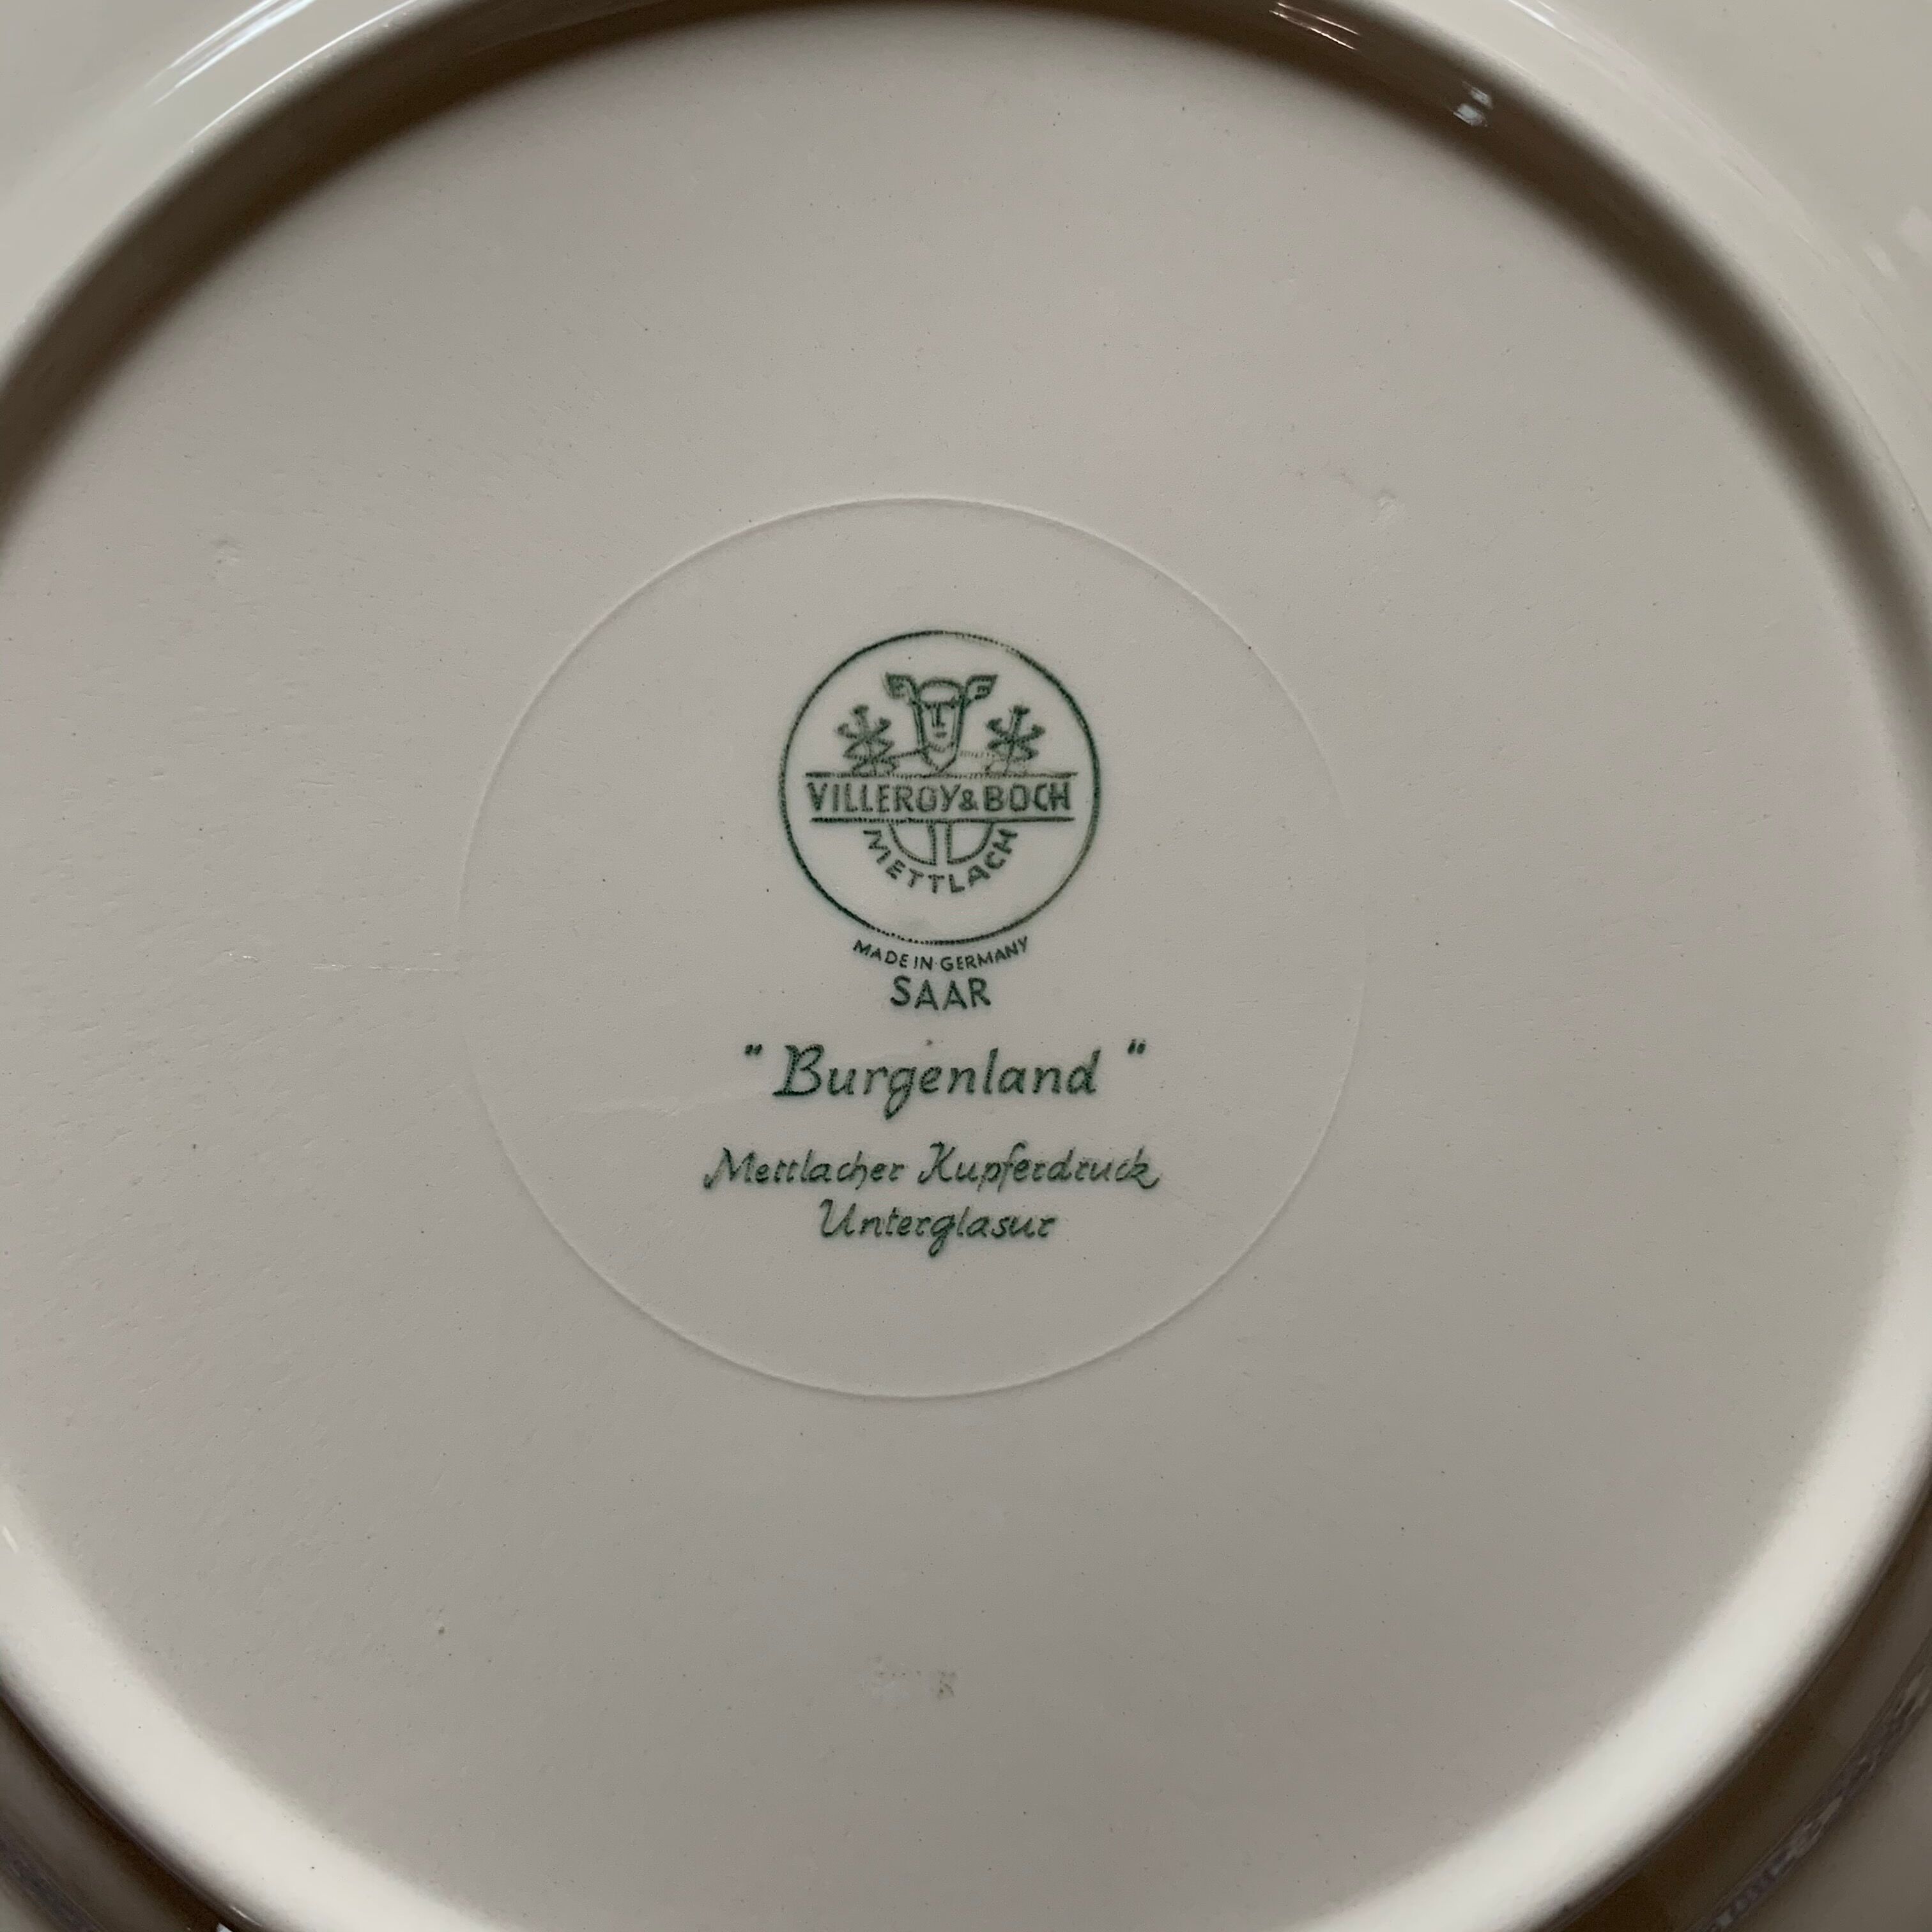 VILLEROY & BOCH
METTLACH
MADE IN GERMANY
SAAR
"Burgenland"
Mettlacher Kupferdruck
Unterglasur